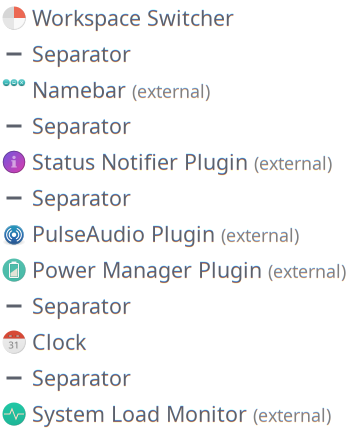 Workspace Switcher
Separator
Namebar (external)
Separator
Status Notifier Plugin (external)
Separator
PulseAudio Plugin (external)
Power Manager Plugin (external)
Separator
31 Clock
Separator
System Load Monitor (external)